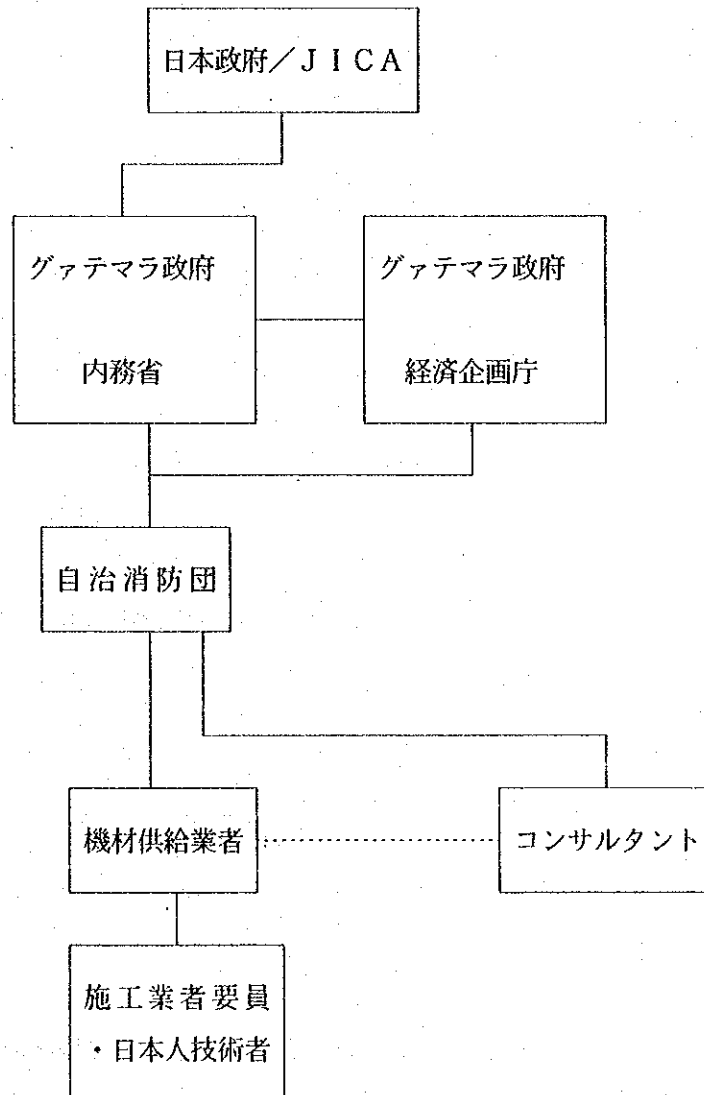 日本政府／ＪＩＣＡ
グァテマラ政府
内務省
グァテマラ政府
経済企画庁
自治消防団
機材供給業者
コンサルタント
施工業者要員
・日本人技術者